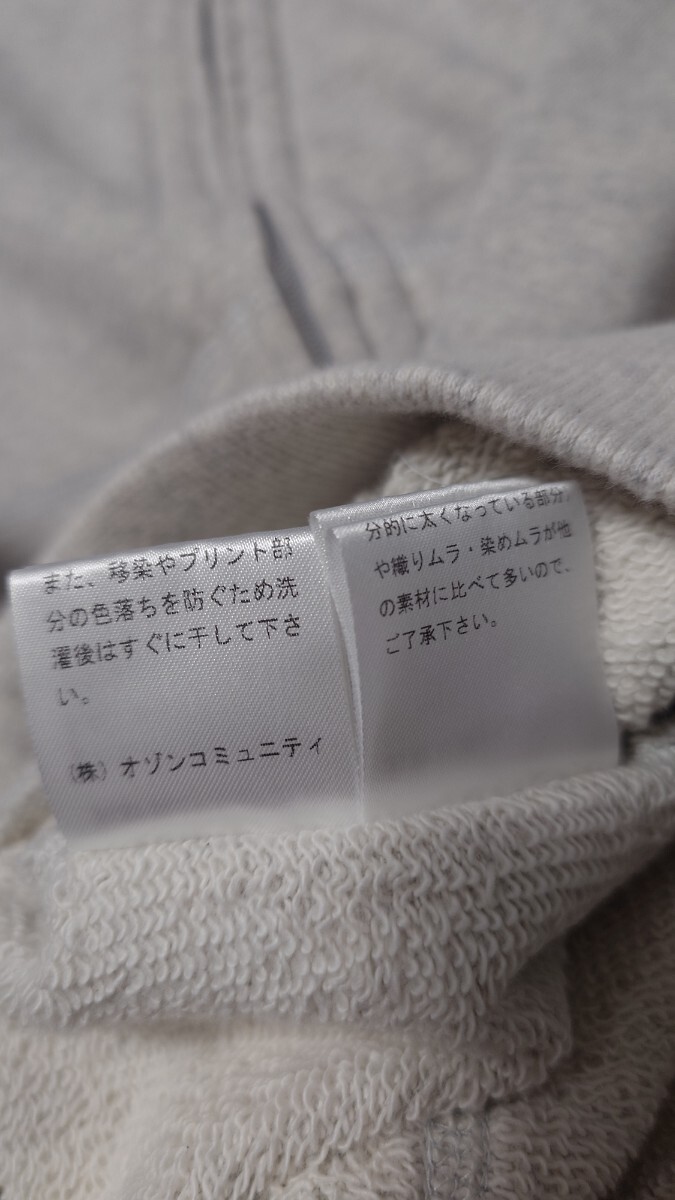 また、移染やプリント部
分の色落ちを防ぐため洗
濯後はすぐに干して下さ
い。
(株) オゾンコミュニティ
分的に太くなっている部分、
や織りムラ・染めムラが他
の素材に比べて多いので、
ご了承下さい。